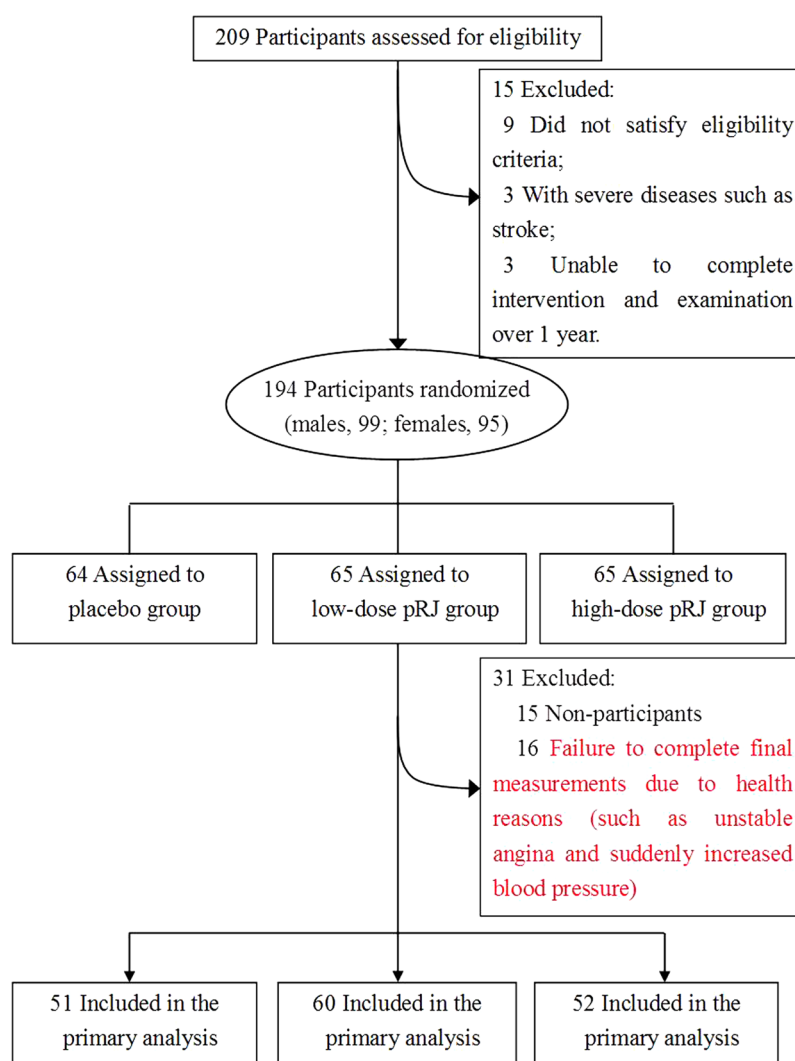 209 Participants assessed for eligibility
15 Excluded:
9 Did not satisfy eligibility
criteria;
3 With severe diseases such as
stroke;
3 Unable to complete
intervention and examination
over 1 year.
194 Participants randomized
(males, 99; females, 95)
64 Assigned to
placebo group
65 Assigned to
low-dose pRJ group
65 Assigned to
high-dose pRJ group
31 Excluded:
15 Non-participants
16 Failure to complete final
measurements due to health
reasons (such as unstable
angina and suddenly increased
blood pressure)
51 Included in the
primary analysis
60 Included in the
primary analysis
52 Included in the
primary analysis